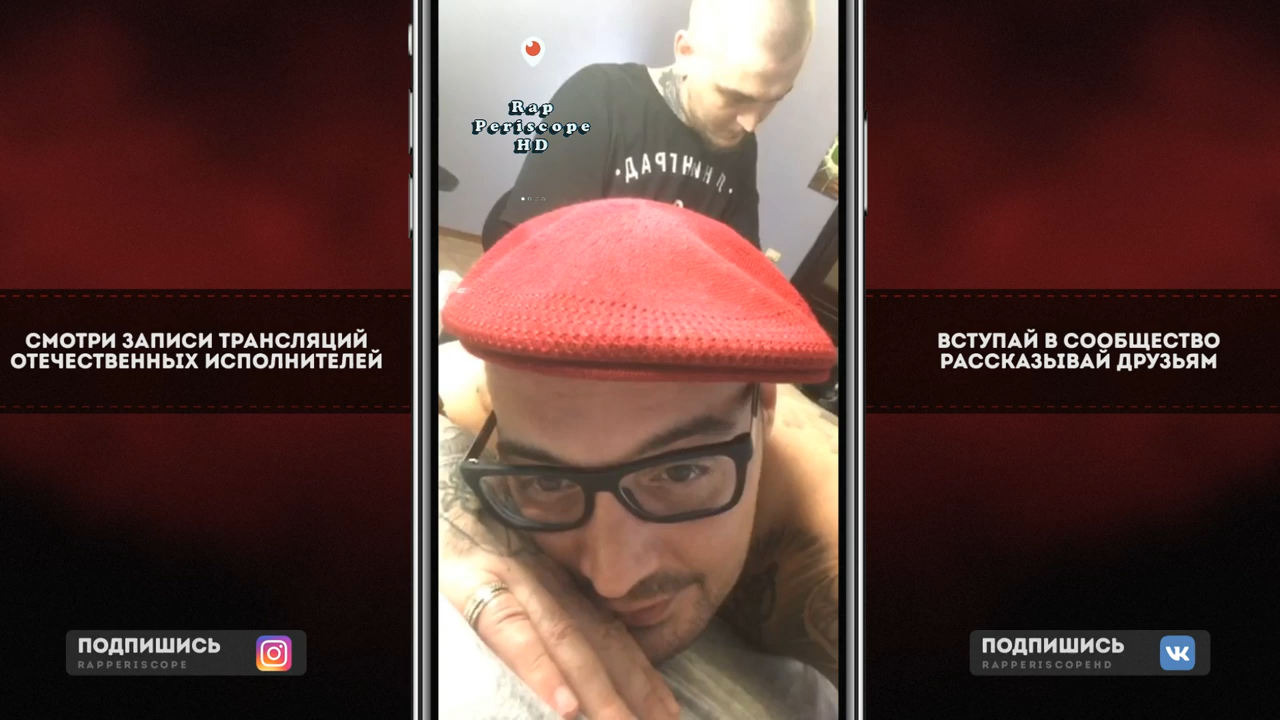 Rap
Periscope
HD
СМОТРИ ЗАПИСИ ТРАНСЛЯЦИЙ
ОТЕЧЕСТВЕННЫХ ИСПОЛНИТЕЛЕЙ
ВСТУПАЙ В СООБЩЕСТВО
РАССКАЗЫВАЙ ДРУЗЬЯМ
ПОДПИШИСЬ
RAPPERISCOPE
ПОДПИШИСЬ
RAPPERISCOPEHD